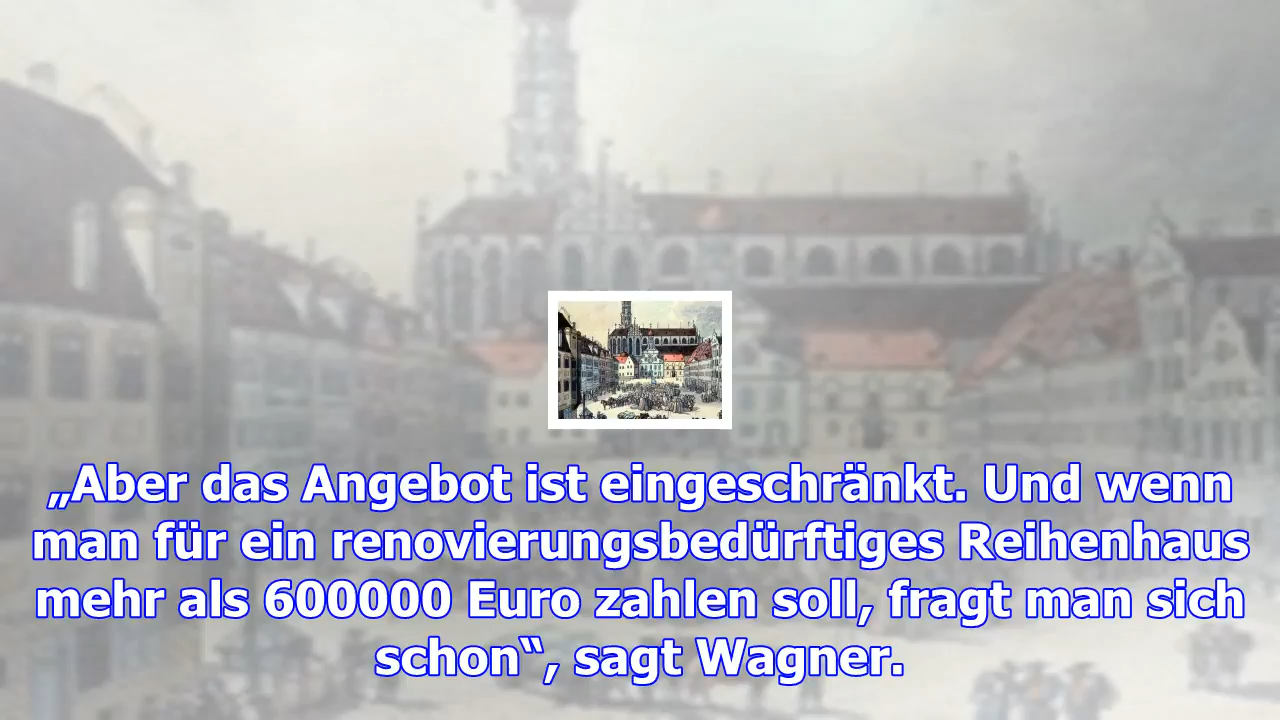 „Aber das Angebot ist eingeschränkt. Und wenn
man für ein renovierungsbedürftiges Reihenhaus
mehr als 600000 Euro zahlen soll, fragt man sich
schon“, sagt Wagner.